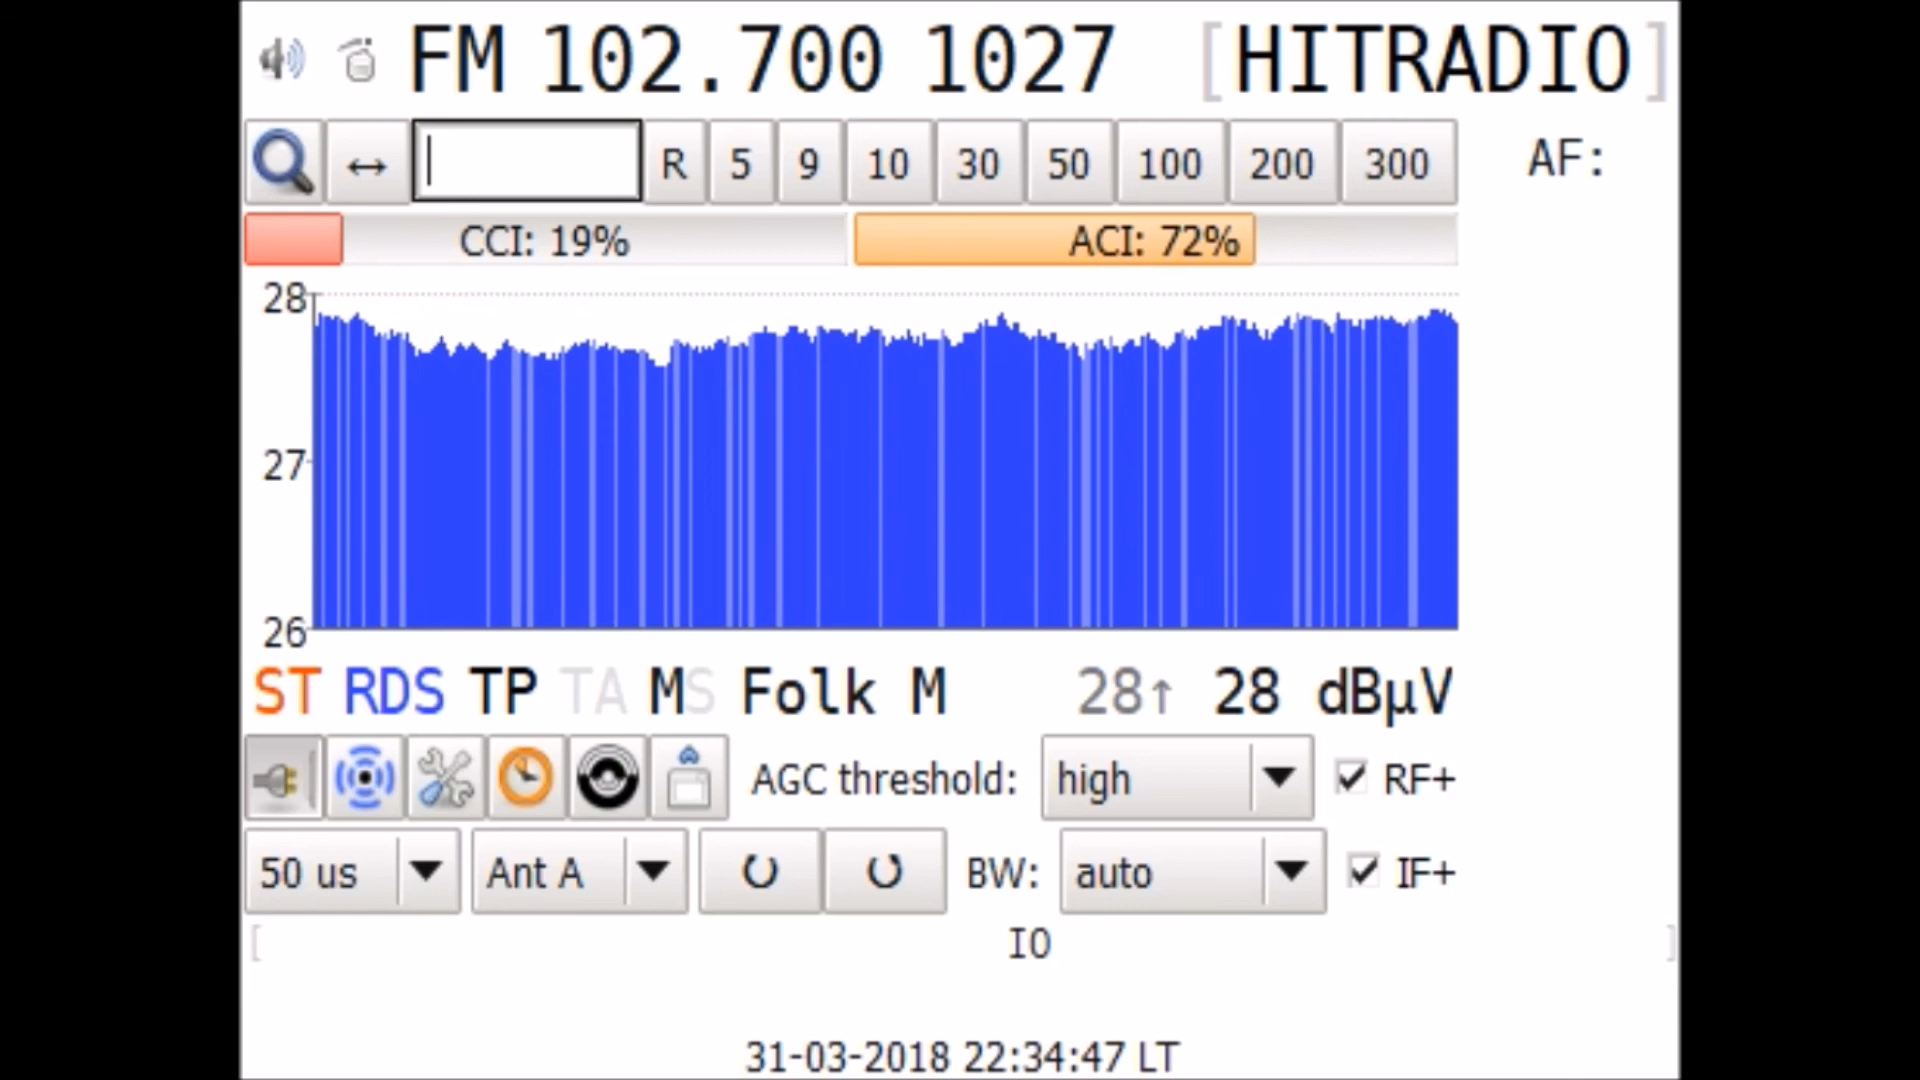 FM 102.700 1027 [HITRADIO]
↔ R 5 9 10 30 50 100 200 300 AF:
CCI: 19% ACI: 72%
28
27
26
ST RDS TP TA MS Folk M 28↑ 28 dBµV
AGC threshold: high RF+
50 us Ant A BW: auto IF+
[ IO ]
31-03-2018 22:34:47 LT